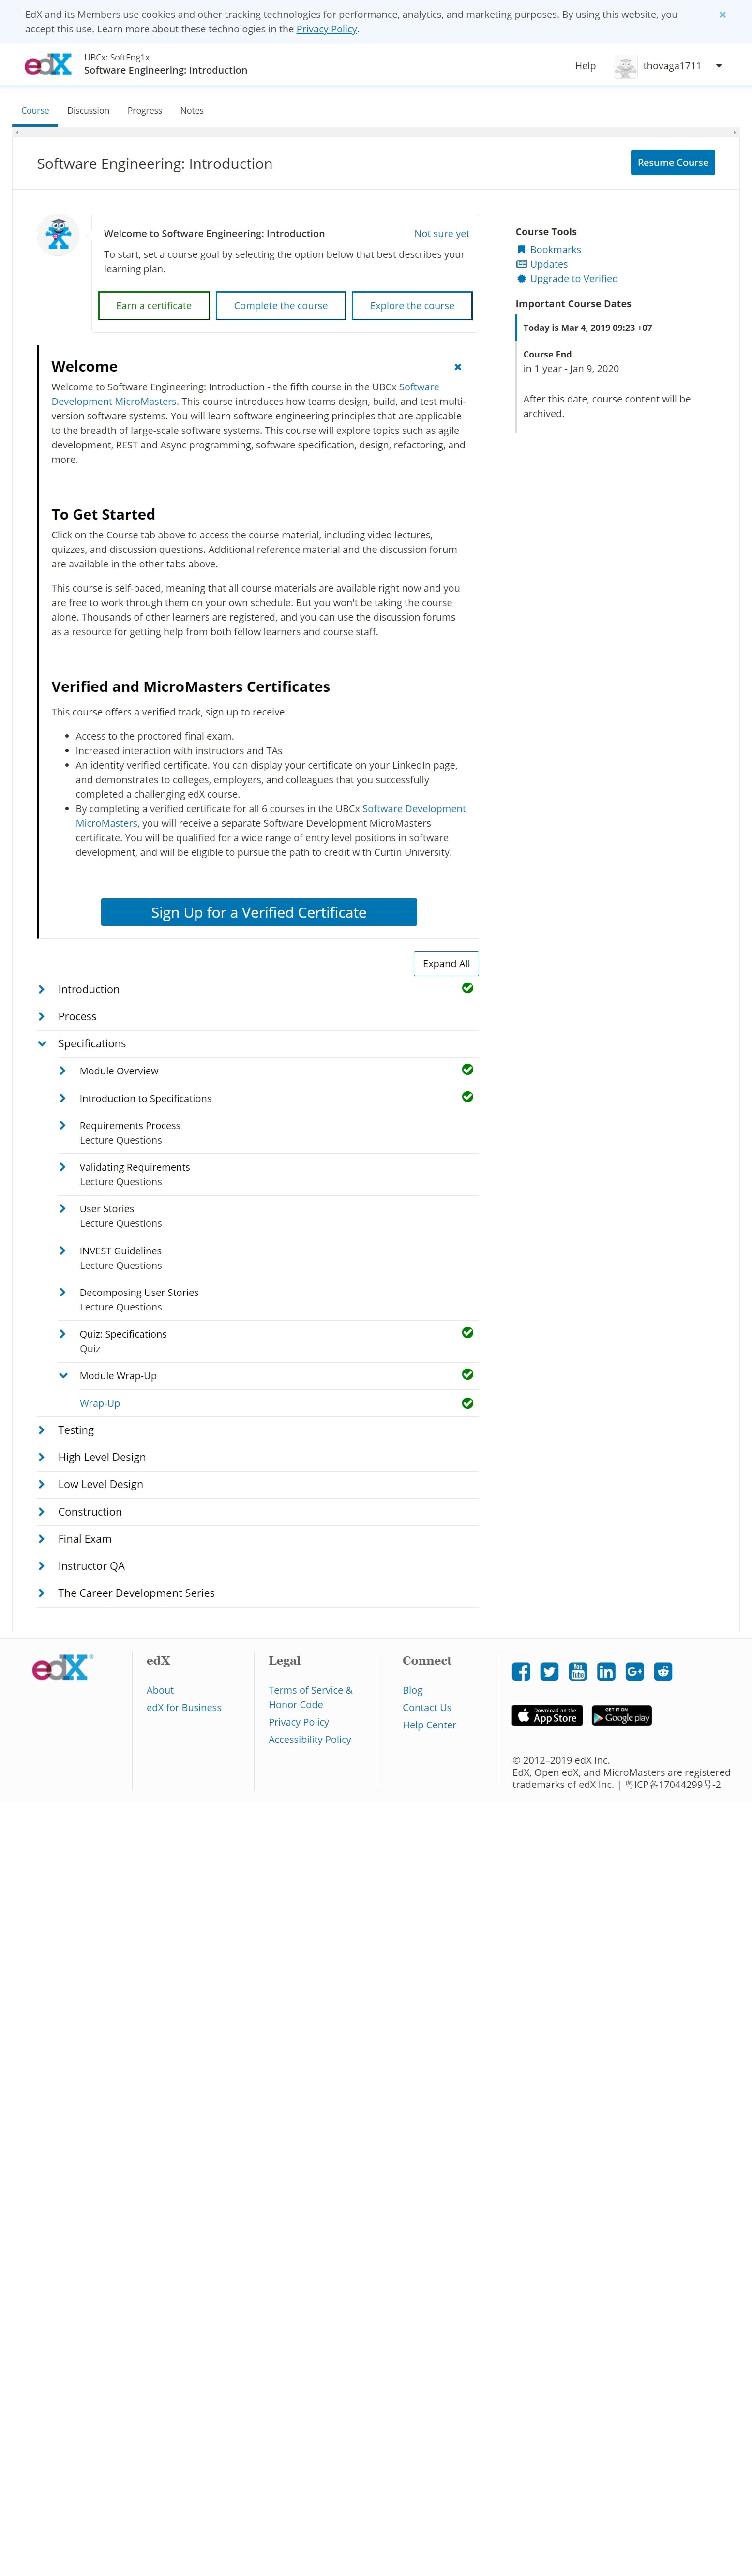 EdX and its Members use cookies and other tracking technologies for performance, analytics, and marketing purposes. By using this website, you
accept this use. Learn more about these technologies in the Privacy Policy.
edX
UBCx: SoftEng1x
Software Engineering: Introduction
Help
thovaga1711
Course
Discussion
Progress
Notes
Software Engineering: Introduction
Resume Course
Welcome to Software Engineering: Introduction
Not sure yet
To start, set a course goal by selecting the option below that best describes your
learning plan.
Earn a certificate
Complete the course
Explore the course
Course Tools
Bookmarks
Updates
Upgrade to Verified
Important Course Dates
Today is Mar 4, 2019 09:23 +07
Course End
in 1 year - Jan 9, 2020
After this date, course content will be
archived.
Welcome
Welcome to Software Engineering: Introduction - the fifth course in the UBCx Software
Development MicroMasters. This course introduces how teams design, build, and test multi-
version software systems. You will learn software engineering principles that are applicable
to the breadth of large-scale software systems. This course will explore topics such as agile
development, REST and Async programming, software specification, design, refactoring, and
more.
To Get Started
Click on the Course tab above to access the course material, including video lectures,
quizzes, and discussion questions. Additional reference material and the discussion forum
are available in the other tabs above.
This course is self-paced, meaning that all course materials are available right now and you
are free to work through them on your own schedule. But you won't be taking the course
alone. Thousands of other learners are registered, and you can use the discussion forums
as a resource for getting help from both fellow learners and course staff.
Verified and MicroMasters Certificates
This course offers a verified track, sign up to receive:
Access to the proctored final exam.
Increased interaction with instructors and TAs
An identity verified certificate. You can display your certificate on your LinkedIn page,
and demonstrates to colleges, employers, and colleagues that you successfully
completed a challenging edX course.
By completing a verified certificate for all 6 courses in the UBCx Software Development
MicroMasters, you will receive a separate Software Development MicroMasters
certificate. You will be qualified for a wide range of entry level positions in software
development, and will be eligible to pursue the path to credit with Curtin University.
Sign Up for a Verified Certificate
Expand All
Introduction
Process
Specifications
Module Overview
Introduction to Specifications
Requirements Process
Lecture Questions
Validating Requirements
Lecture Questions
User Stories
Lecture Questions
INVEST Guidelines
Lecture Questions
Decomposing User Stories
Lecture Questions
Quiz: Specifications
Quiz
Module Wrap-Up
Wrap-Up
Testing
High Level Design
Low Level Design
Construction
Final Exam
Instructor QA
The Career Development Series
edX
edX
About
edX for Business
Legal
Terms of Service &
Honor Code
Privacy Policy
Accessibility Policy
Connect
Blog
Contact Us
Help Center
You
Tube
in
G+
Download on the
App Store
GET IT ON
Google play
© 2012–2019 edX Inc.
EdX, Open edX, and MicroMasters are registered
trademarks of edX Inc. | 粤ICP备17044299号-2